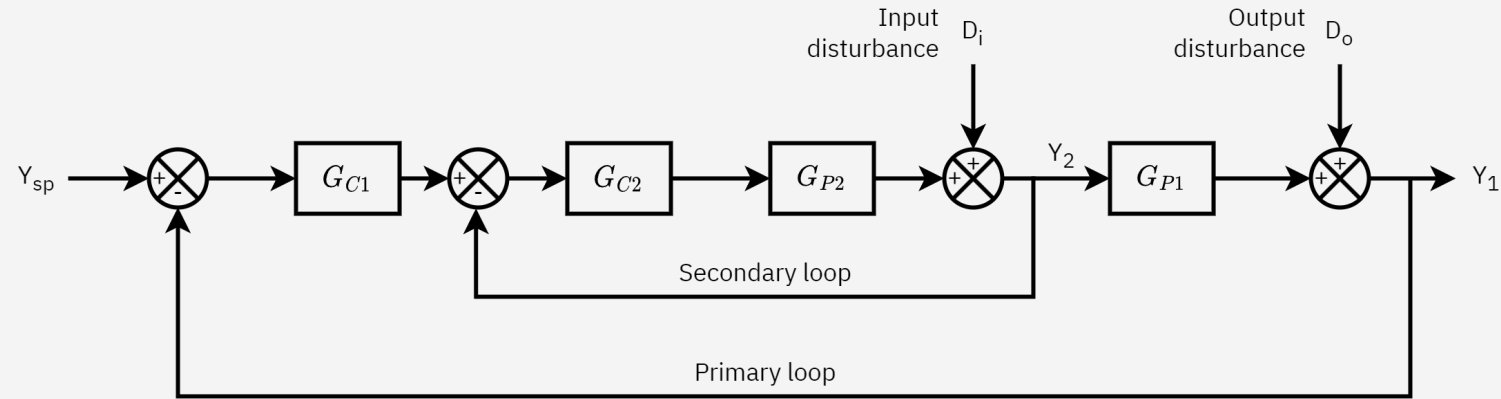 Input
disturbance
D_i
Output
disturbance
D_o
Y_sp
+
-
G_C1
+
-
G_C2
G_P2
+
+
Y_2
G_P1
+
+
Y_1
Secondary loop
Primary loop